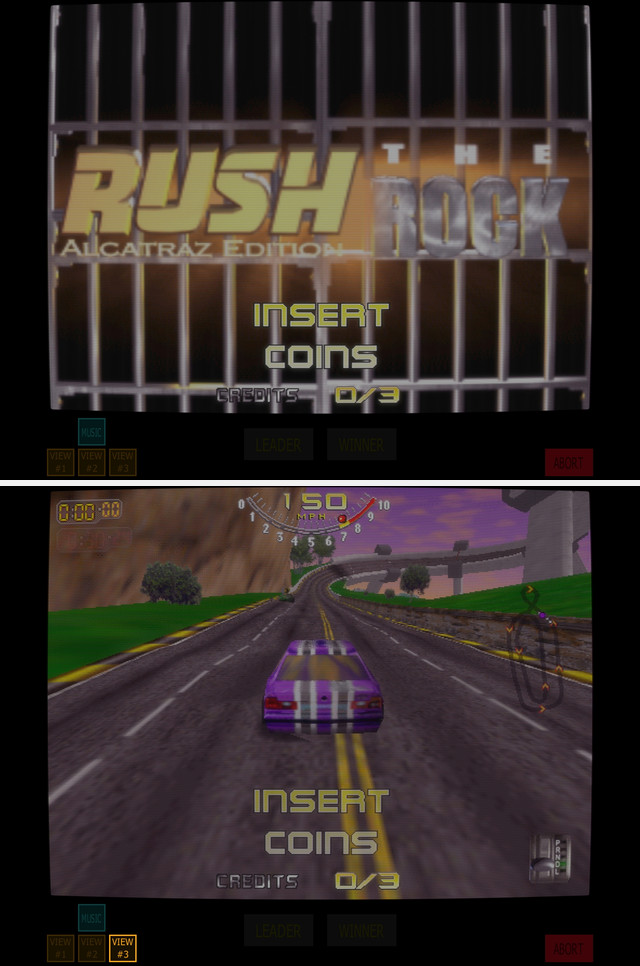 RUSH
THE
ROCK
ALCATRAZ EDITION
INSERT
COINS
CREDITS 0/3
MUSIC
VIEW #1
VIEW #2
VIEW #3
LEADER
WINNER
ABORT
0:00:00
150
MPH
0 1 2 3 4 5 6 7 8 9 10
INSERT
COINS
CREDITS 0/3
MUSIC
VIEW #1
VIEW #2
VIEW #3
LEADER
WINNER
ABORT